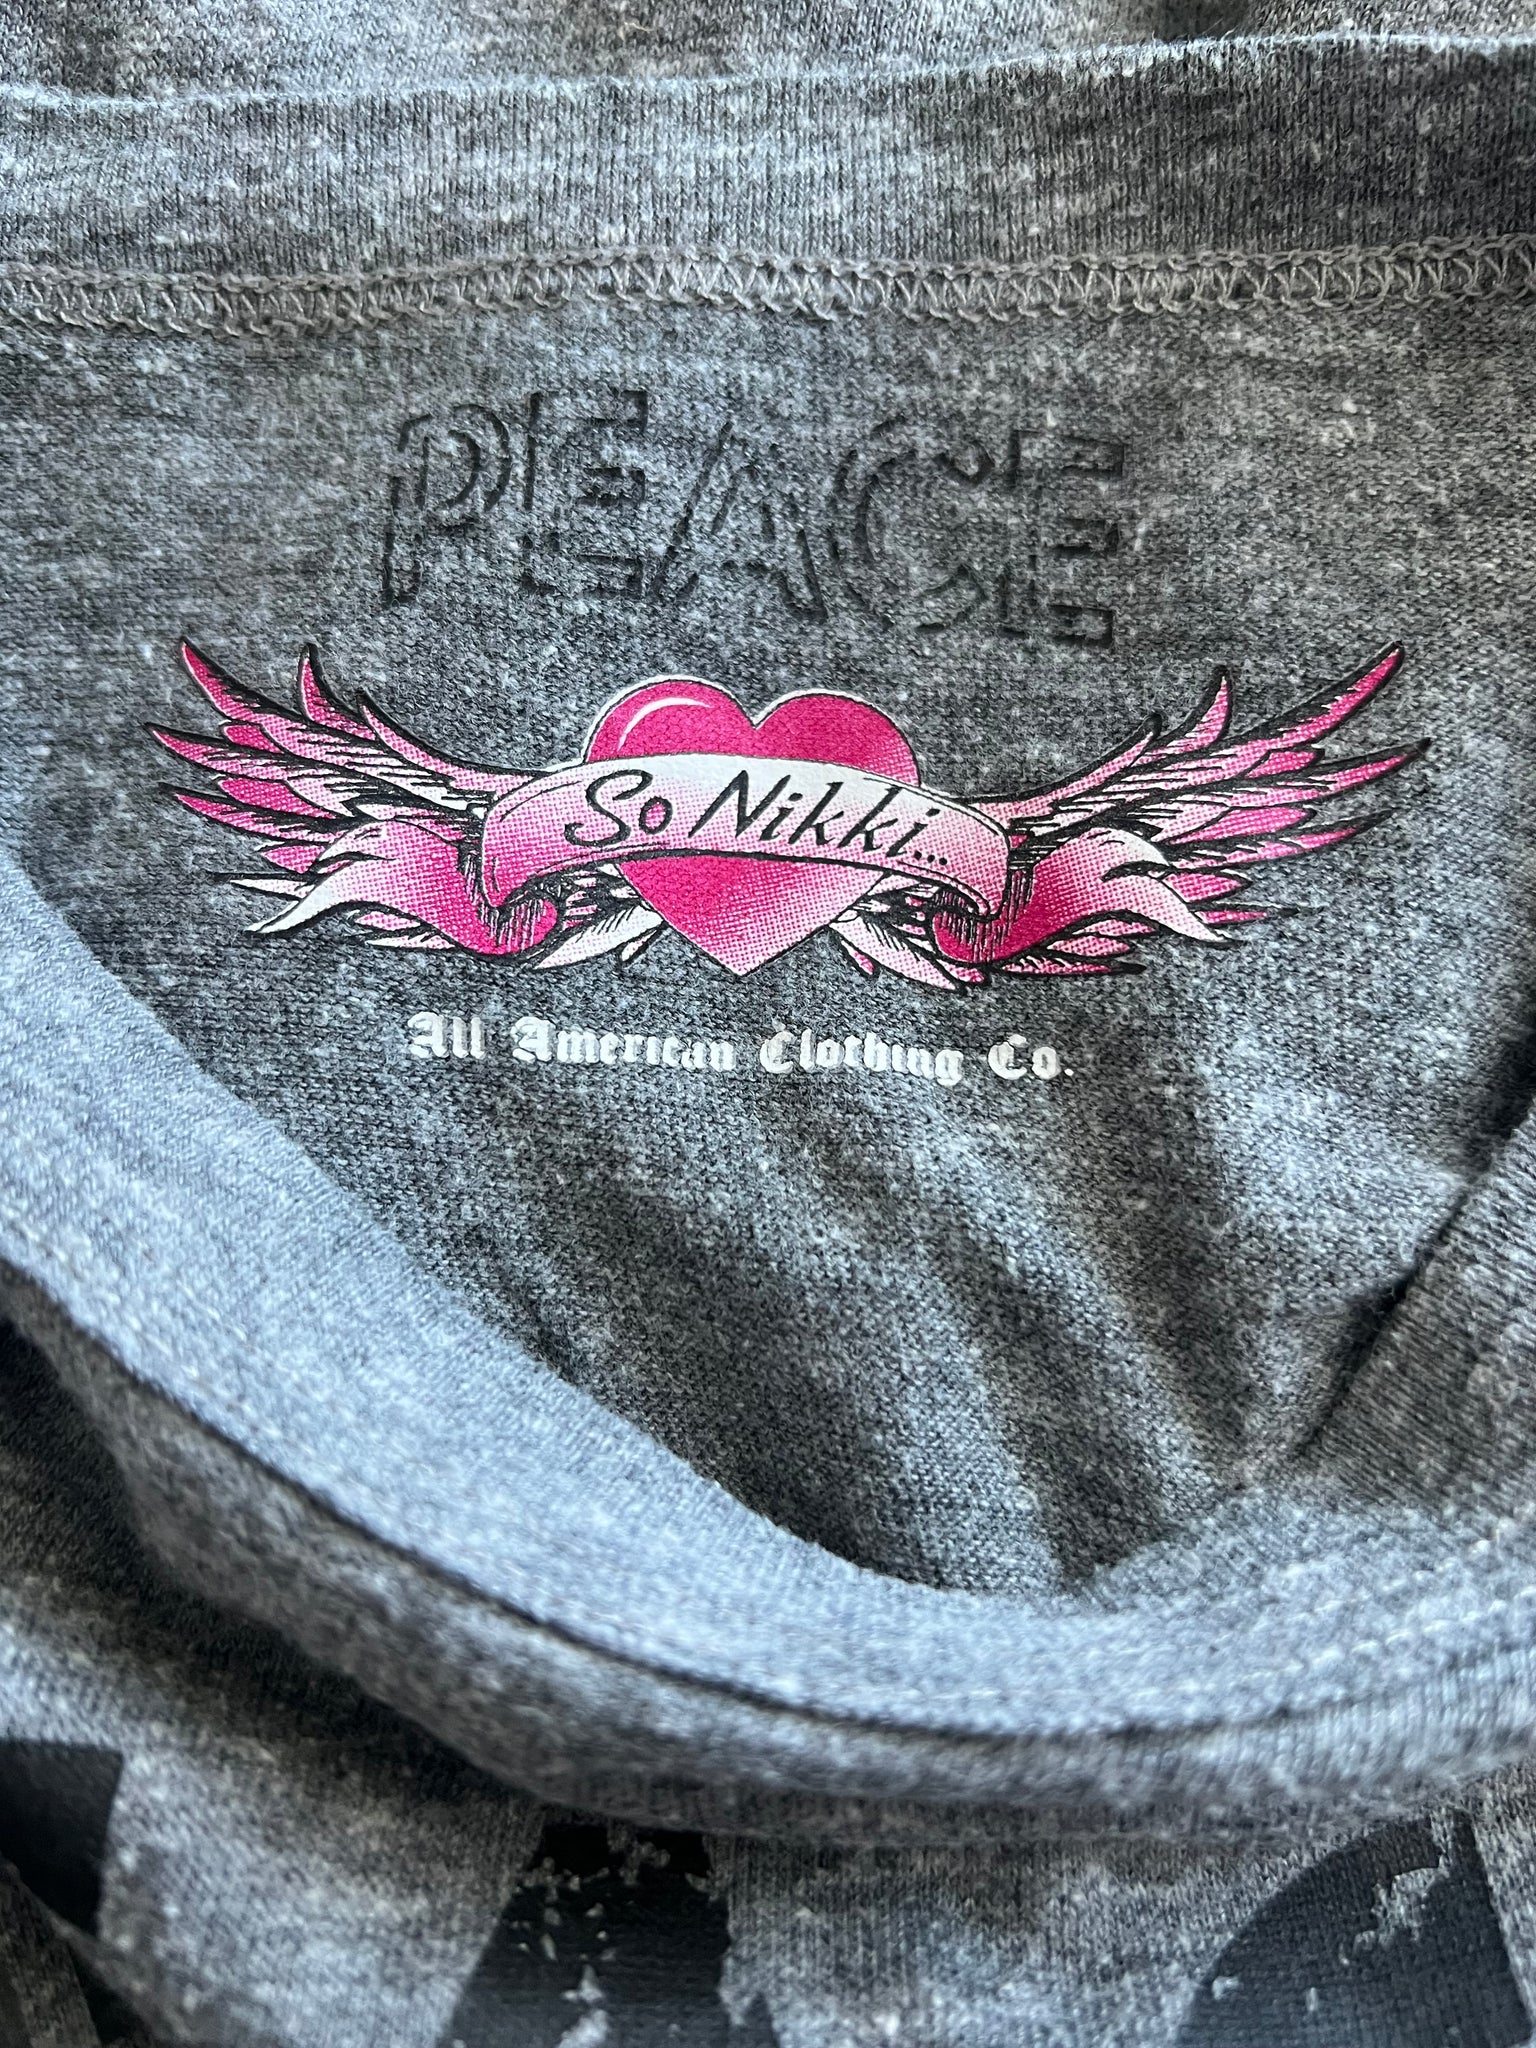 PEACE
So Nikki...
All American Clothing Co.